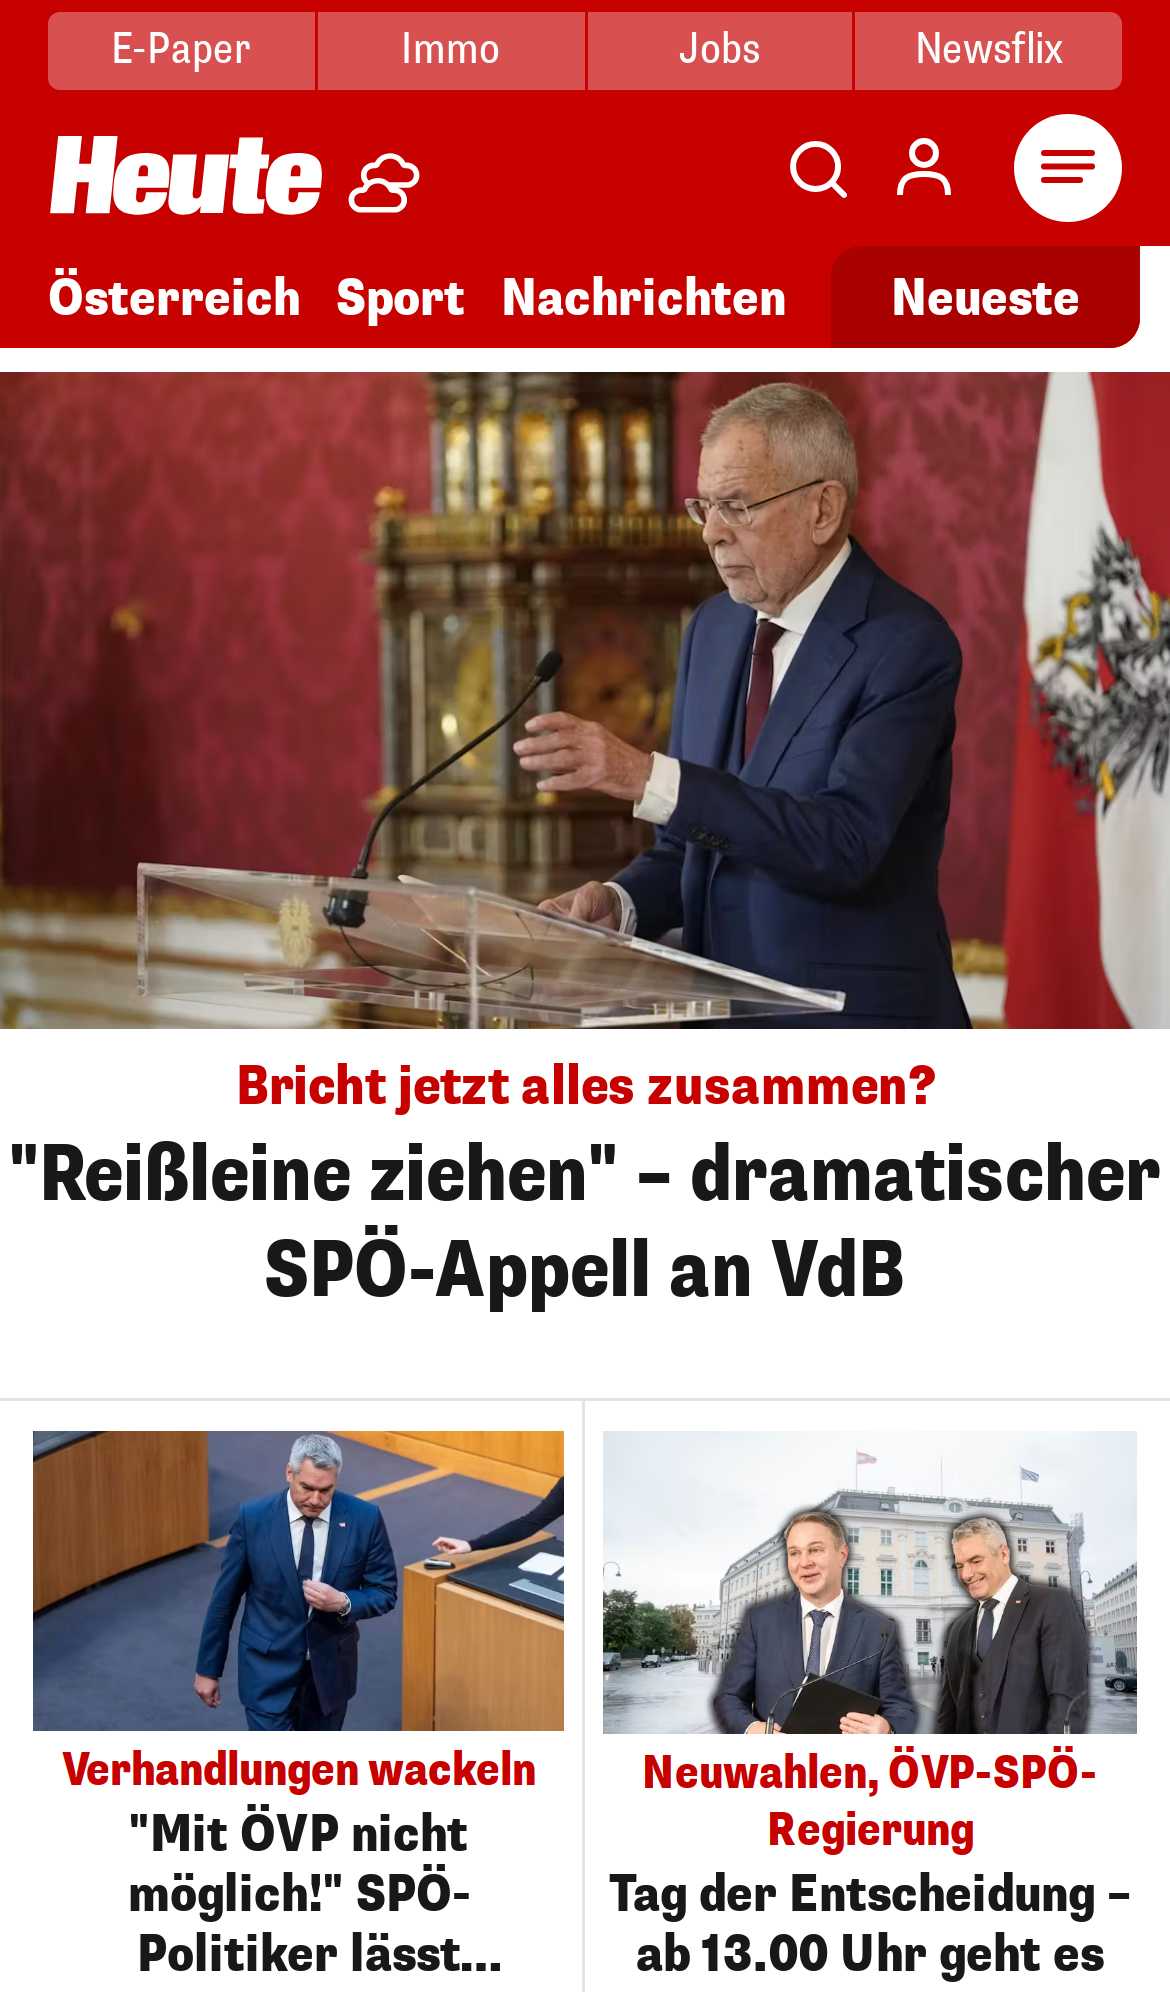 E-Paper Immo Jobs Newsflix
Heute
Österreich Sport Nachrichten Neueste
Bricht jetzt alles zusammen?
"Reißleine ziehen" – dramatischer
SPÖ-Appell an VdB
Verhandlungen wackeln
"Mit ÖVP nicht
möglich!" SPÖ-
Politiker lässt...
Neuwahlen, ÖVP-SPÖ-
Regierung
Tag der Entscheidung –
ab 13.00 Uhr geht es